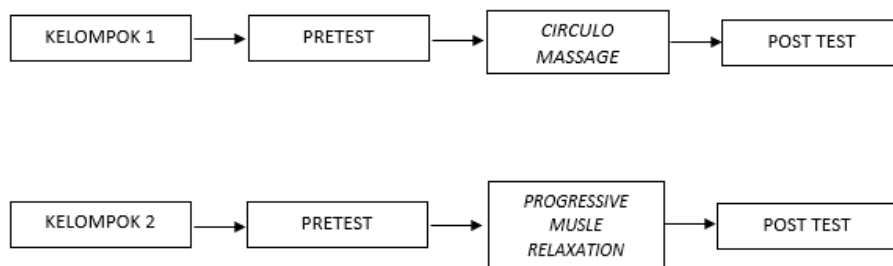 KELOMPOK 1
PRETEST
CIRCULO
MASSAGE
POST TEST
KELOMPOK 2
PRETEST
PROGRESSIVE
MUSLE
RELAXATION
POST TEST